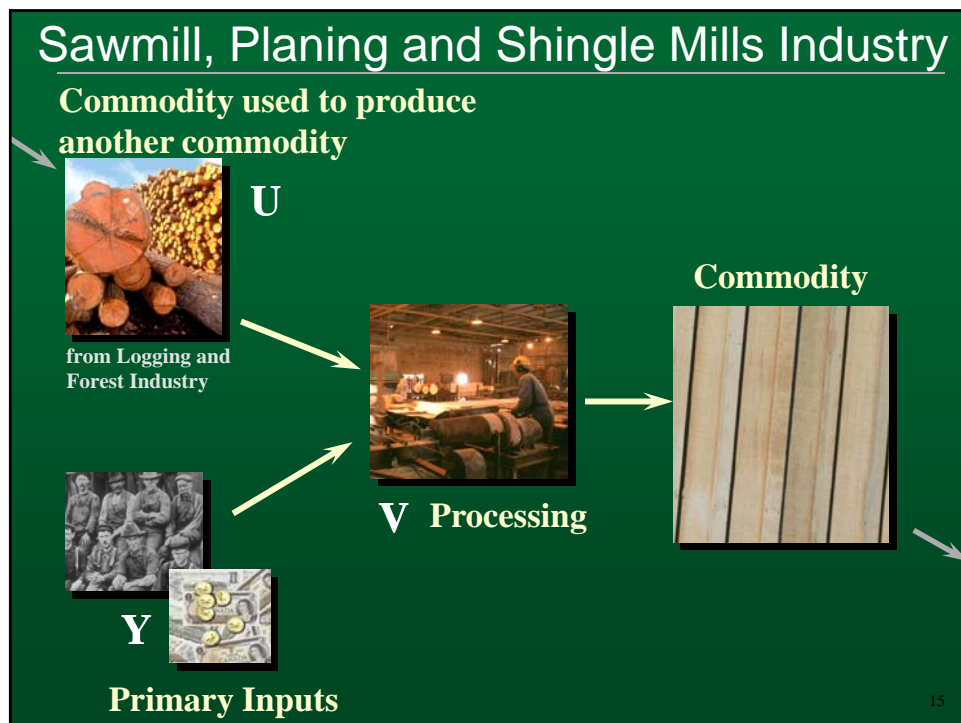 Sawmill, Planing and Shingle Mills Industry
Commodity used to produce
another commodity
U
Commodity
from Logging and
Forest Industry
V Processing
Y
Primary Inputs
15